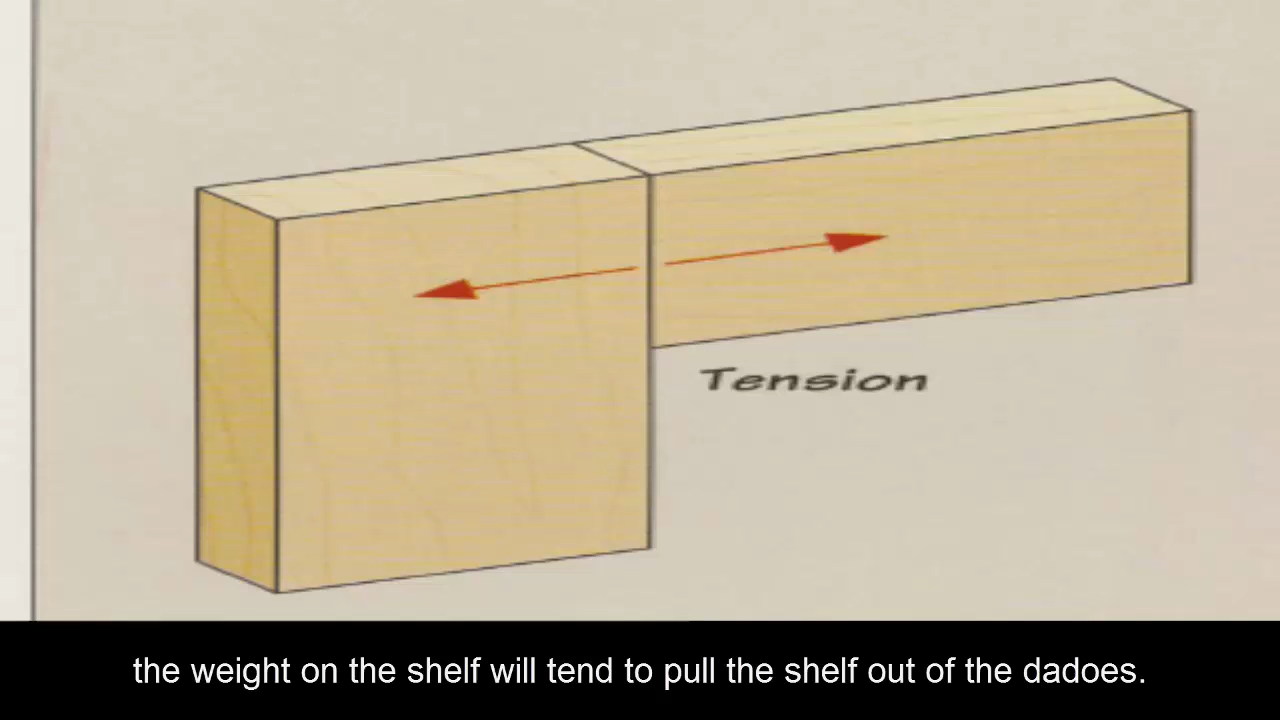 Tension
the weight on the shelf will tend to pull the shelf out of the dadoes.